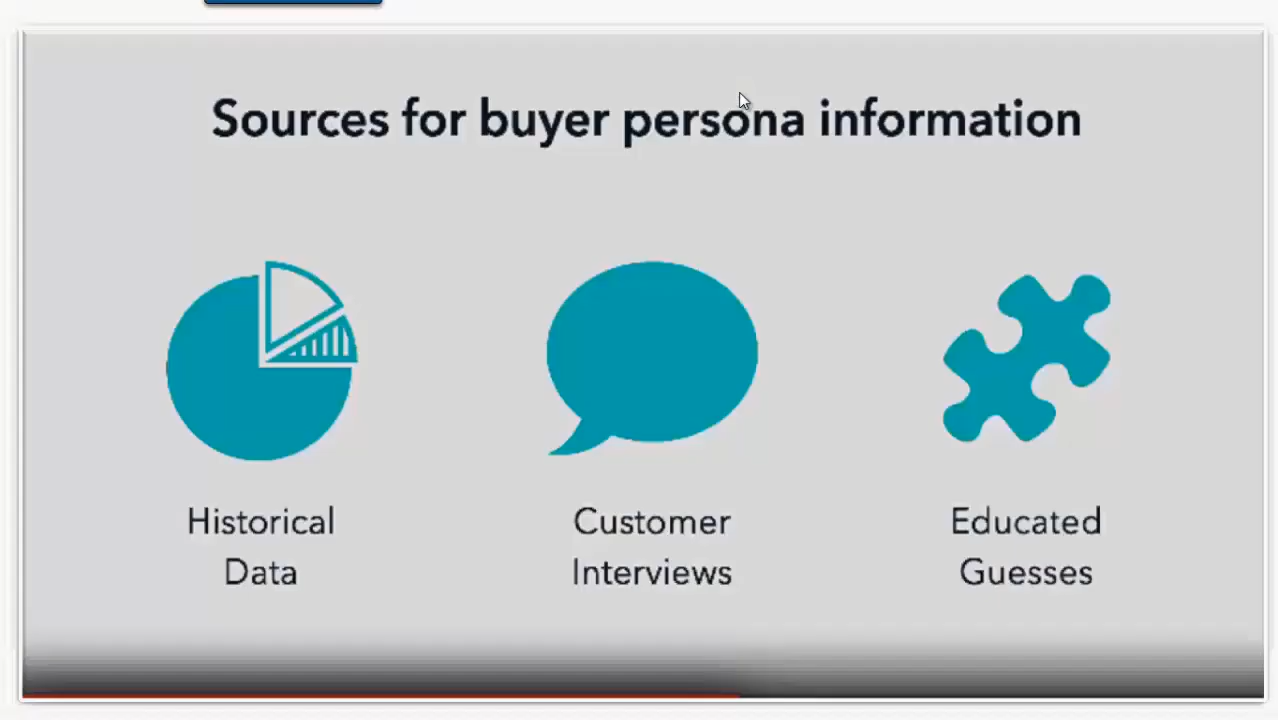 Sources for buyer persona information
Historical
Data
Customer
Interviews
Educated
Guesses